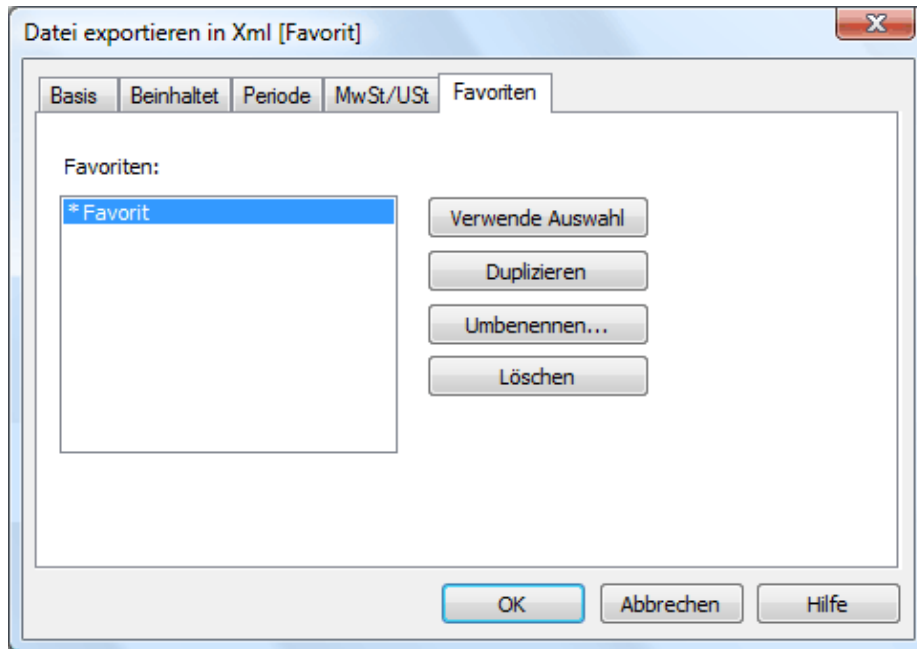 Datei exportieren in Xml [Favorit]
Basis Beinhaltet Periode MwSt/USt Favoriten
Favoriten:
* Favorit
Verwende Auswahl
Duplizieren
Umbenennen...
Löschen
OK Abbrechen Hilfe